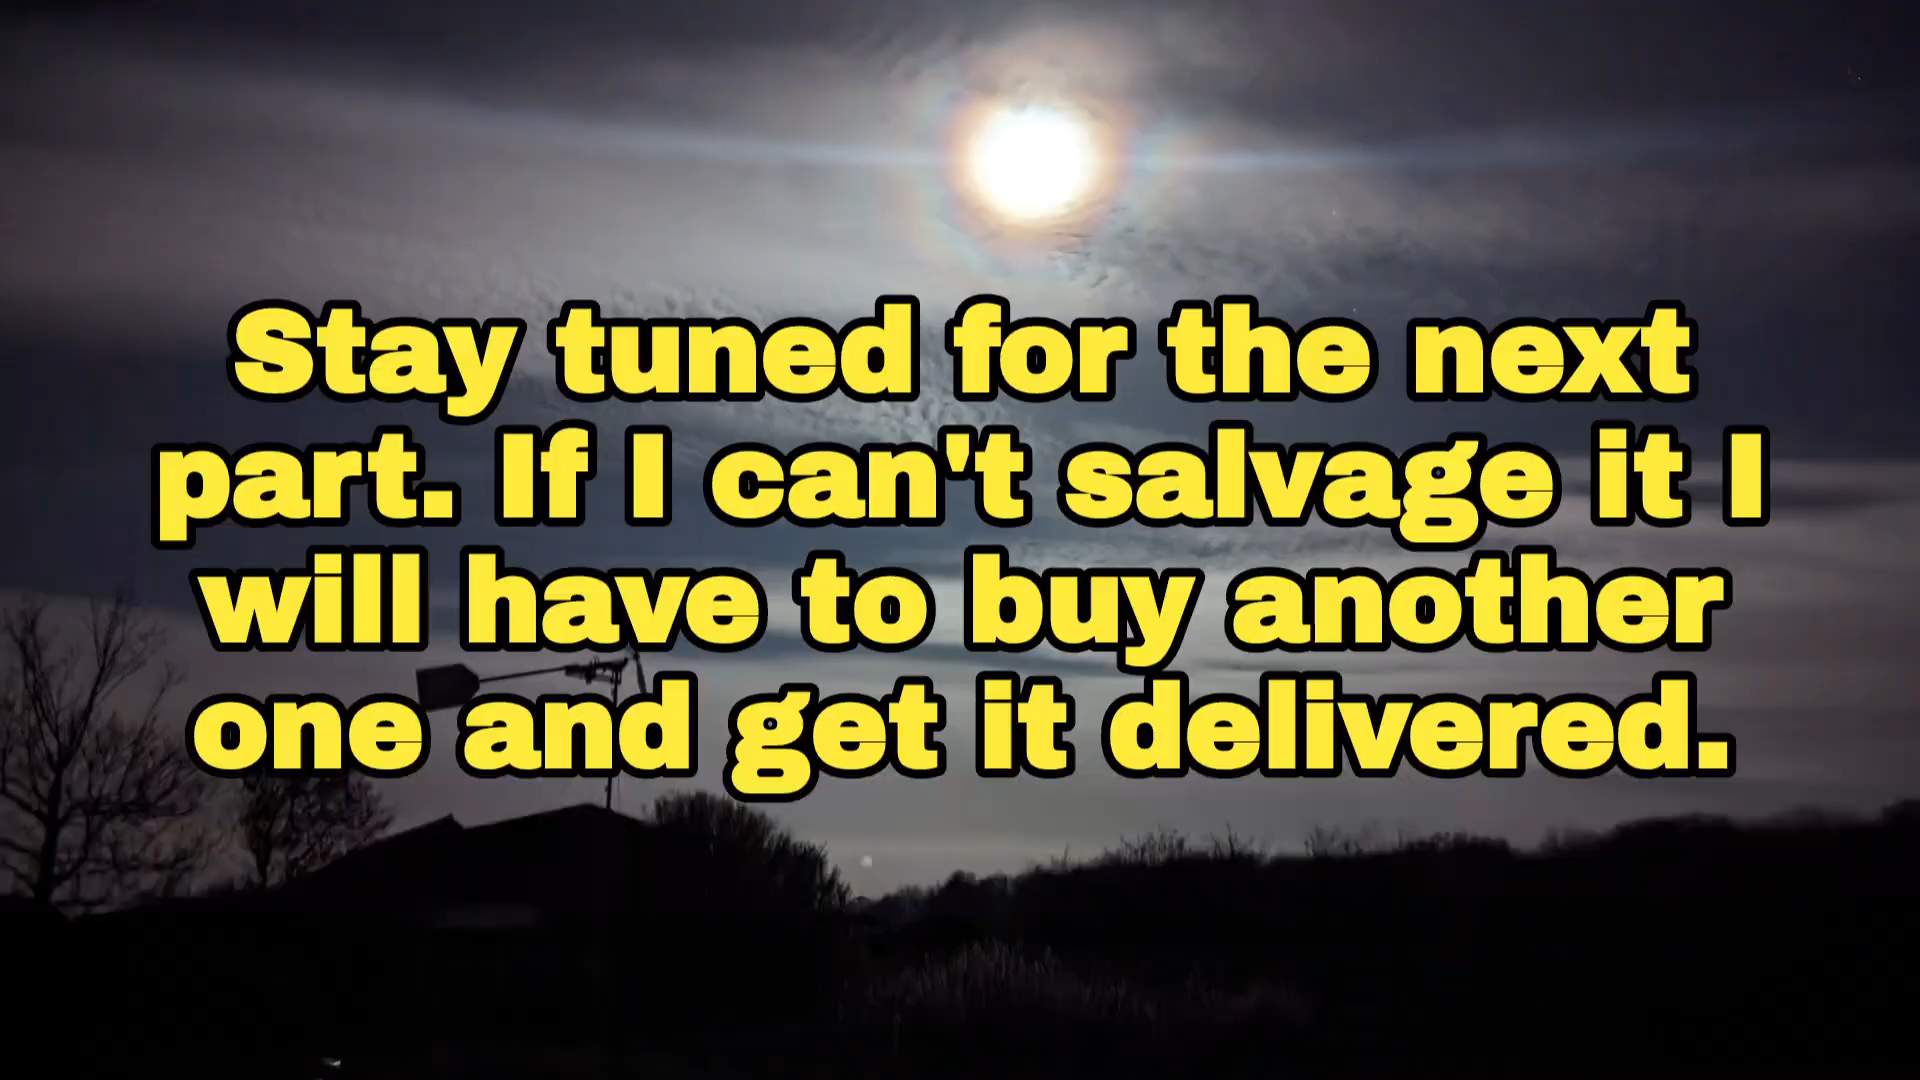 Stay tuned for the next
part. If I can't salvage it I
will have to buy another
one and get it delivered.